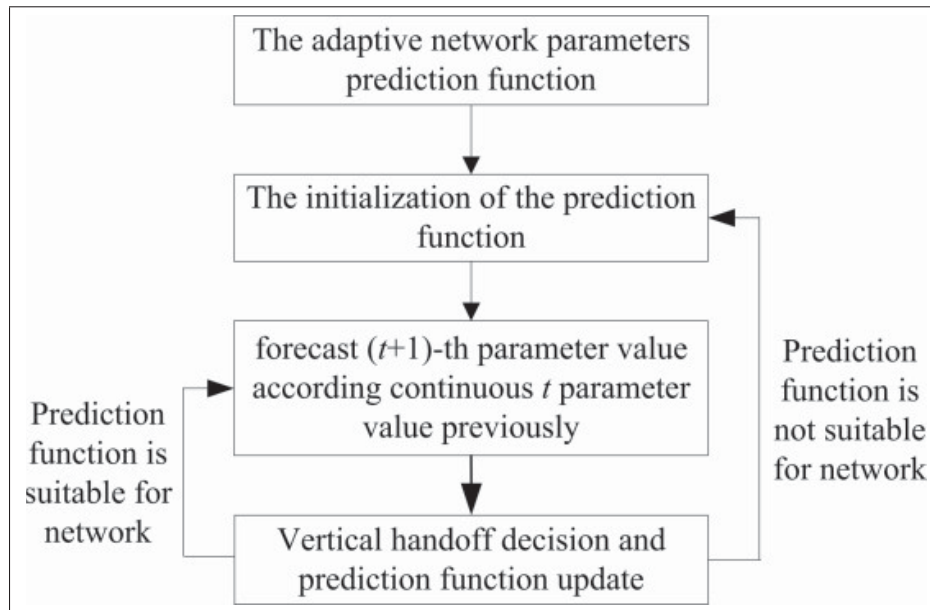 The adaptive network parameters
prediction function
The initialization of the prediction
function
forecast (t+1)-th parameter value
according continuous t parameter
value previously
Prediction
function is
suitable for
network
Prediction
function is
not suitable
for network
Vertical handoff decision and
prediction function update